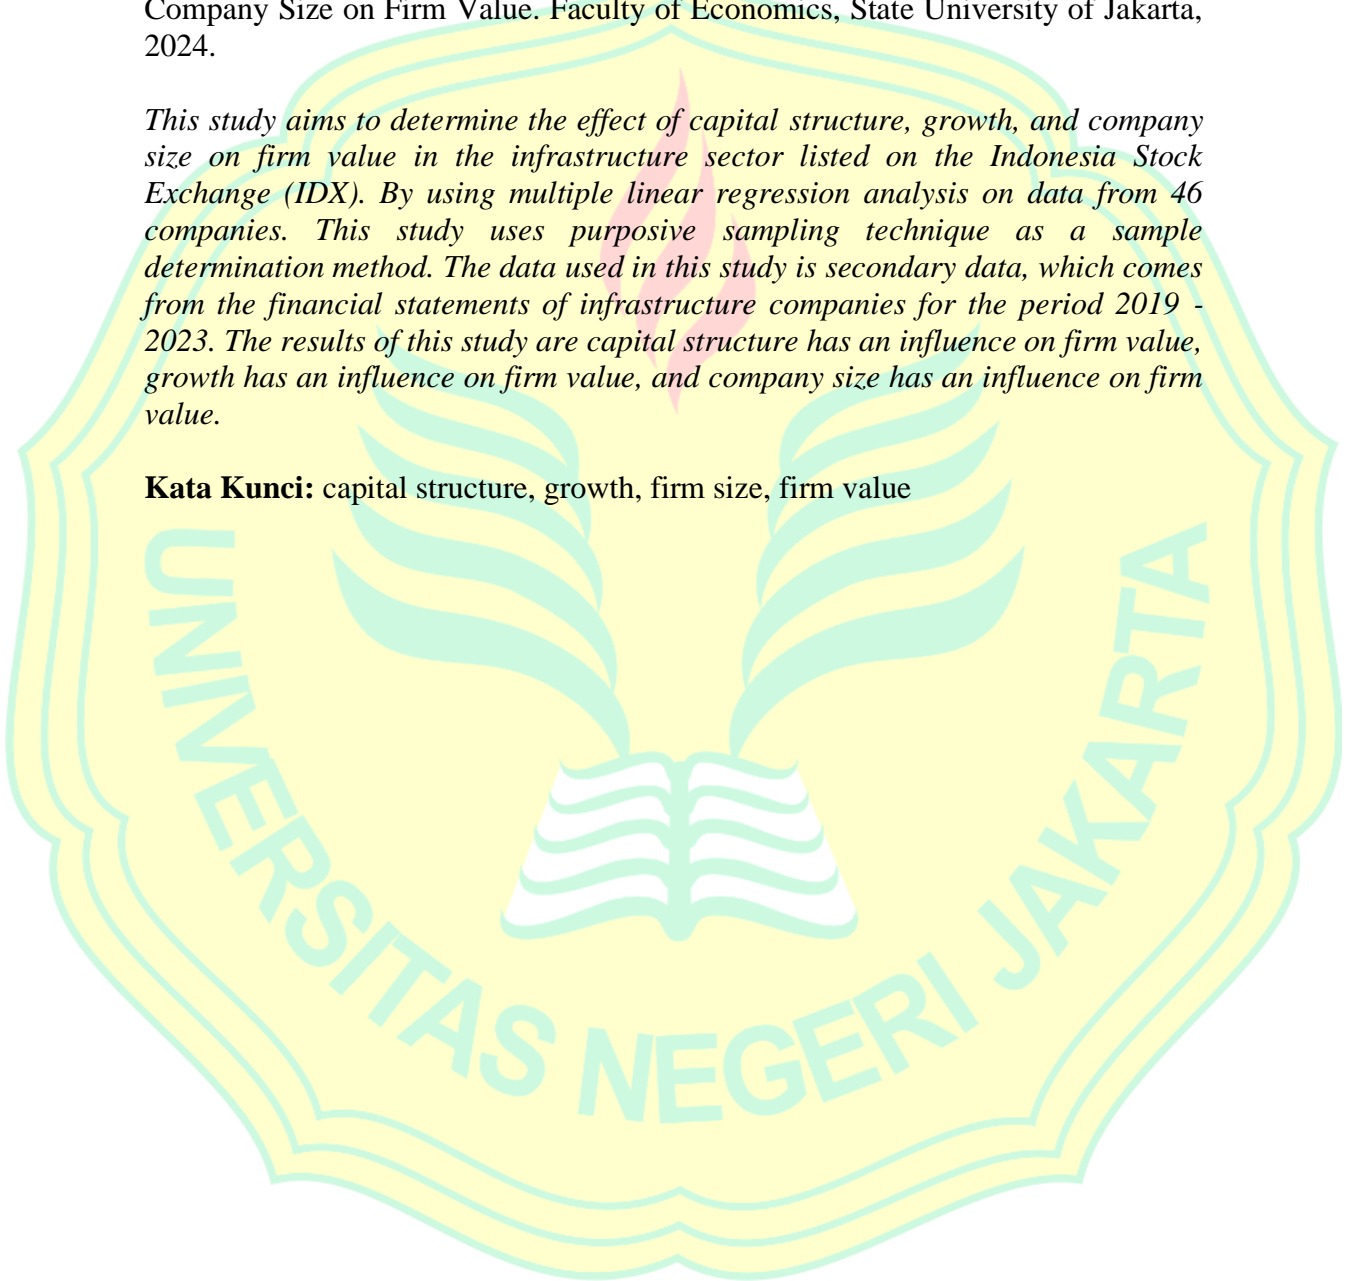 Company Size on Firm Value. Faculty of Economics, State University of Jakarta,
2024.
This study aims to determine the effect of capital structure, growth, and company
size on firm value in the infrastructure sector listed on the Indonesia Stock
Exchange (IDX). By using multiple linear regression analysis on data from 46
companies. This study uses purposive sampling technique as a sample
determination method. The data used in this study is secondary data, which comes
from the financial statements of infrastructure companies for the period 2019 -
2023. The results of this study are capital structure has an influence on firm value,
growth has an influence on firm value, and company size has an influence on firm
value.
Kata Kunci: capital structure, growth, firm size, firm value
UNIVERSITAS NEGERI JAKARTA